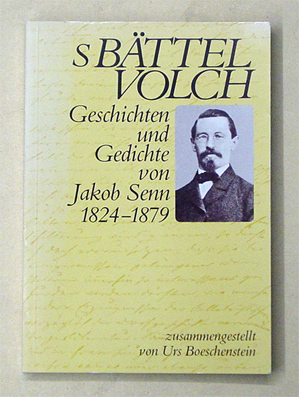 S BÄTTEL
VOLCH
Geschichten
und
Gedichte
von
Jakob Senn
1824–1879
zusammengestellt
von Urs Boeschenstein